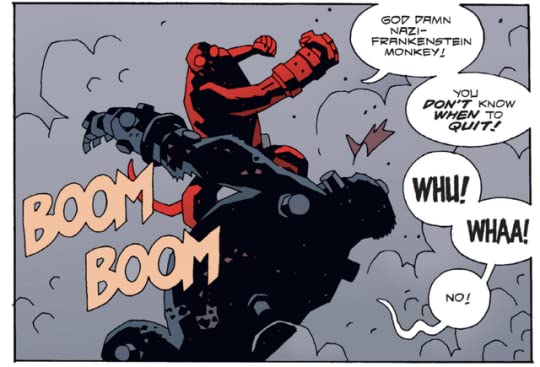 GOD DAMN
NAZI-
FRANKENSTEIN
MONKEY!
YOU
DON'T KNOW
WHEN TO
QUIT!
WHU!
WHAA!
NO!
BOOM
BOOM